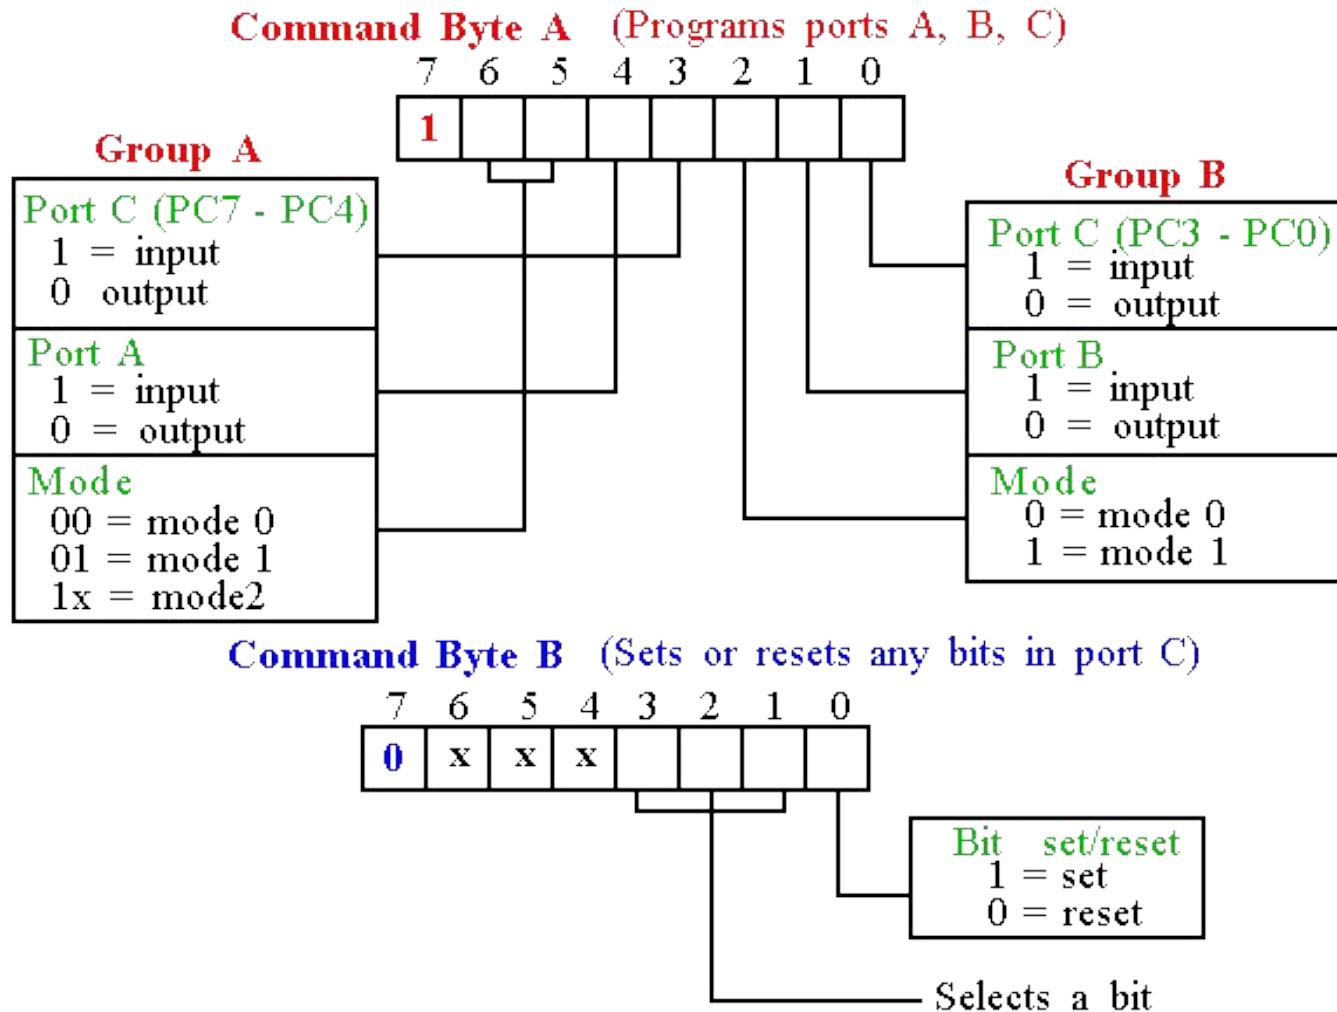 Command Byte A (Programs ports A, B, C)
7 6 5 4 3 2 1 0
1
Group A
Port C (PC7 - PC4)
1 = input
0 output
Port A
1 = input
0 = output
Mode
00 = mode 0
01 = mode 1
1x = mode2
Group B
Port C (PC3 - PC0)
1 = input
0 = output
Port B
1 = input
0 = output
Mode
0 = mode 0
1 = mode 1
Command Byte B (Sets or resets any bits in port C)
7 6 5 4 3 2 1 0
0 x x x
Bit set/reset
1 = set
0 = reset
Selects a bit